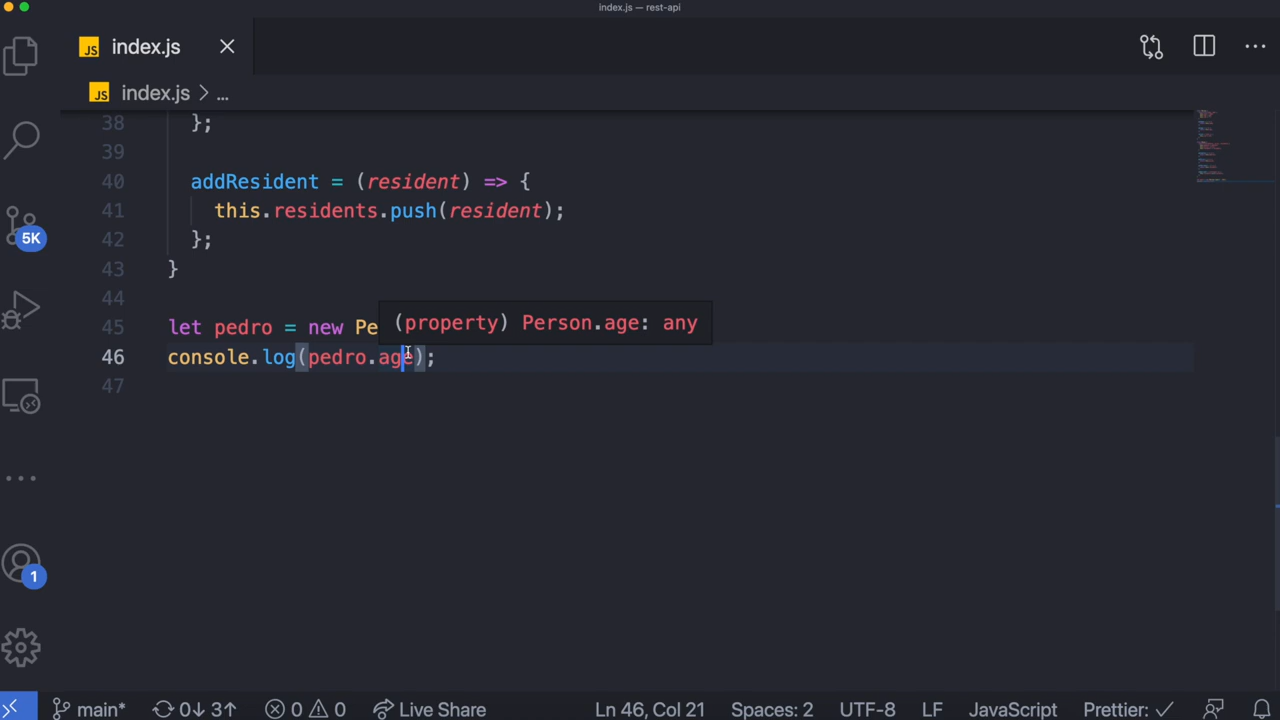 index.js — rest-api
JS index.js
JS index.js > ...
38 };
39
40 addResident = (resident) => {
41 this.residents.push(resident);
42 };
43 }
44
45 let pedro = new Pe
(property) Person.age: any
46 console.log(pedro.age);
47
5K
1
main* 0↓ 3↑ 0 0 Live Share Ln 46, Col 21 Spaces: 2 UTF-8 LF JavaScript Prettier: ✓